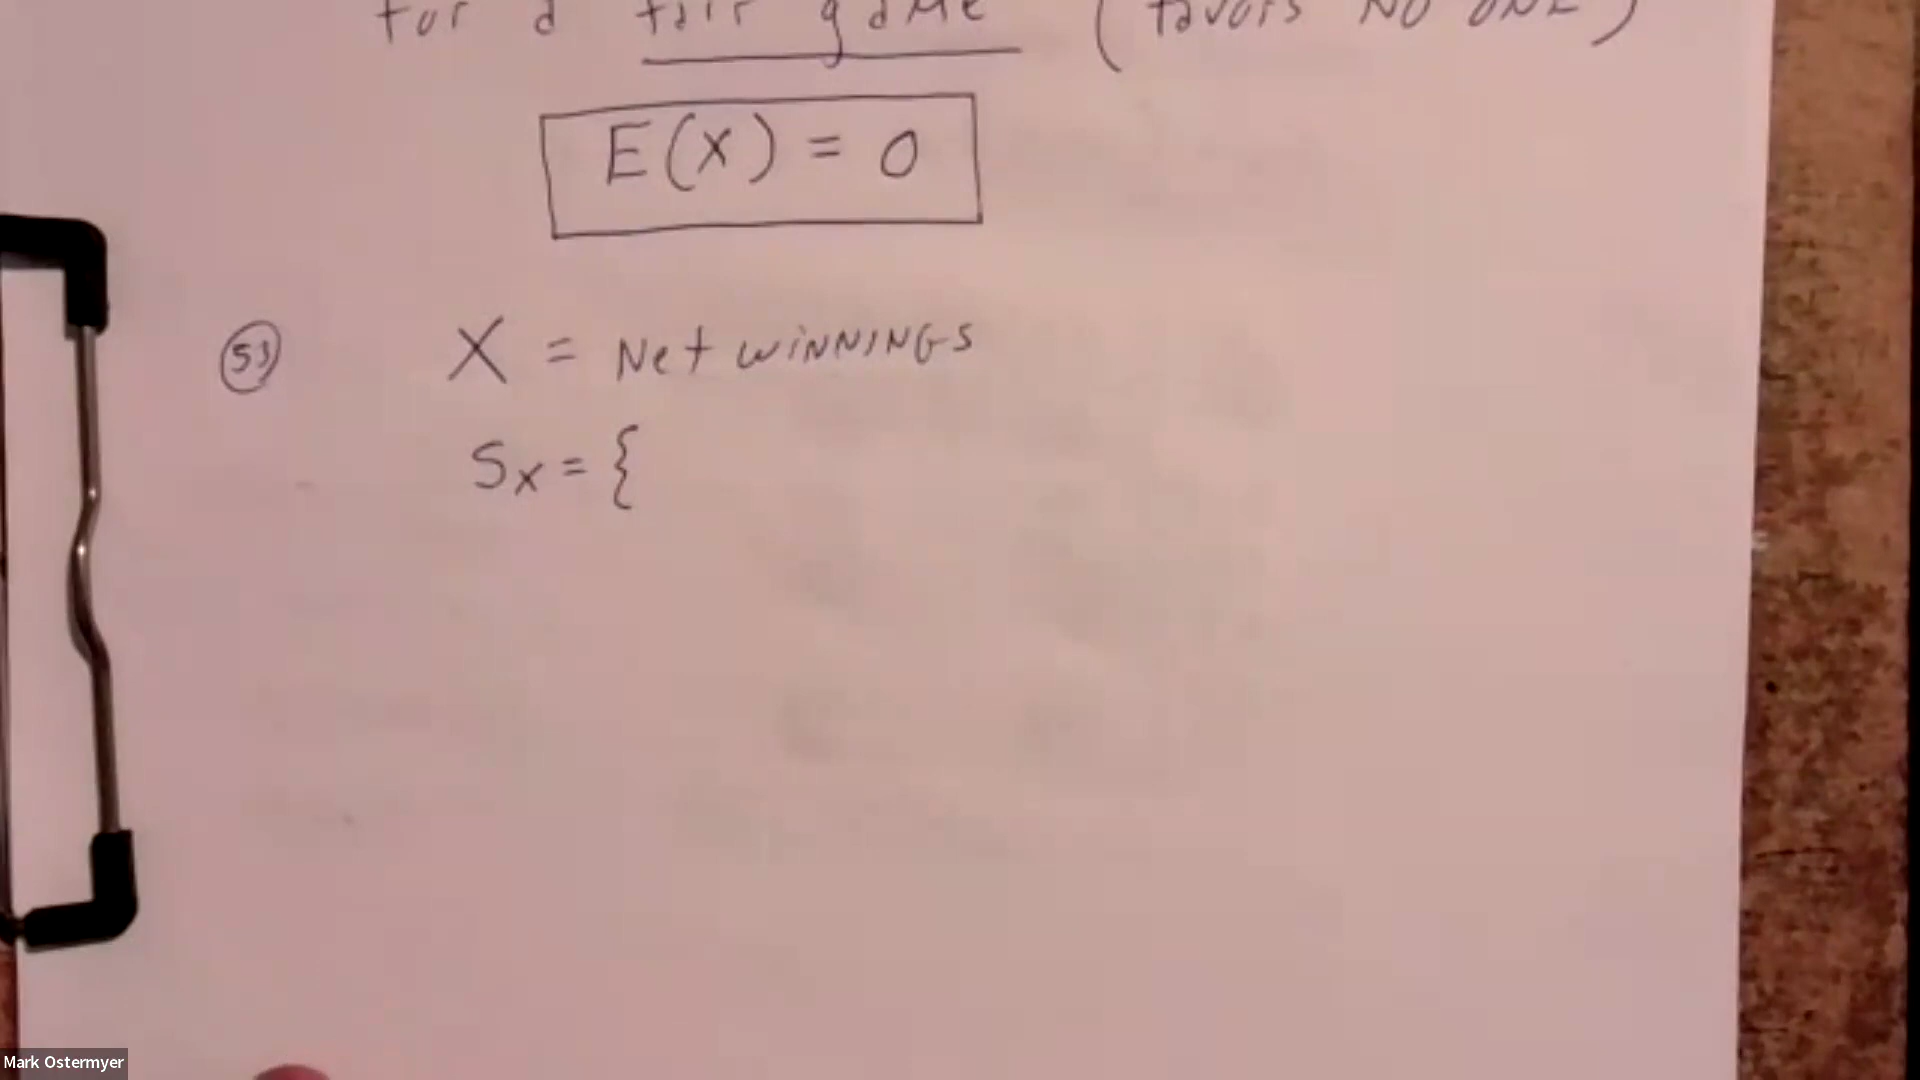 for a fair game (favors NO ONE)
E(X) = 0
53 X = Net winnings
Sx = {
Mark Ostermyer